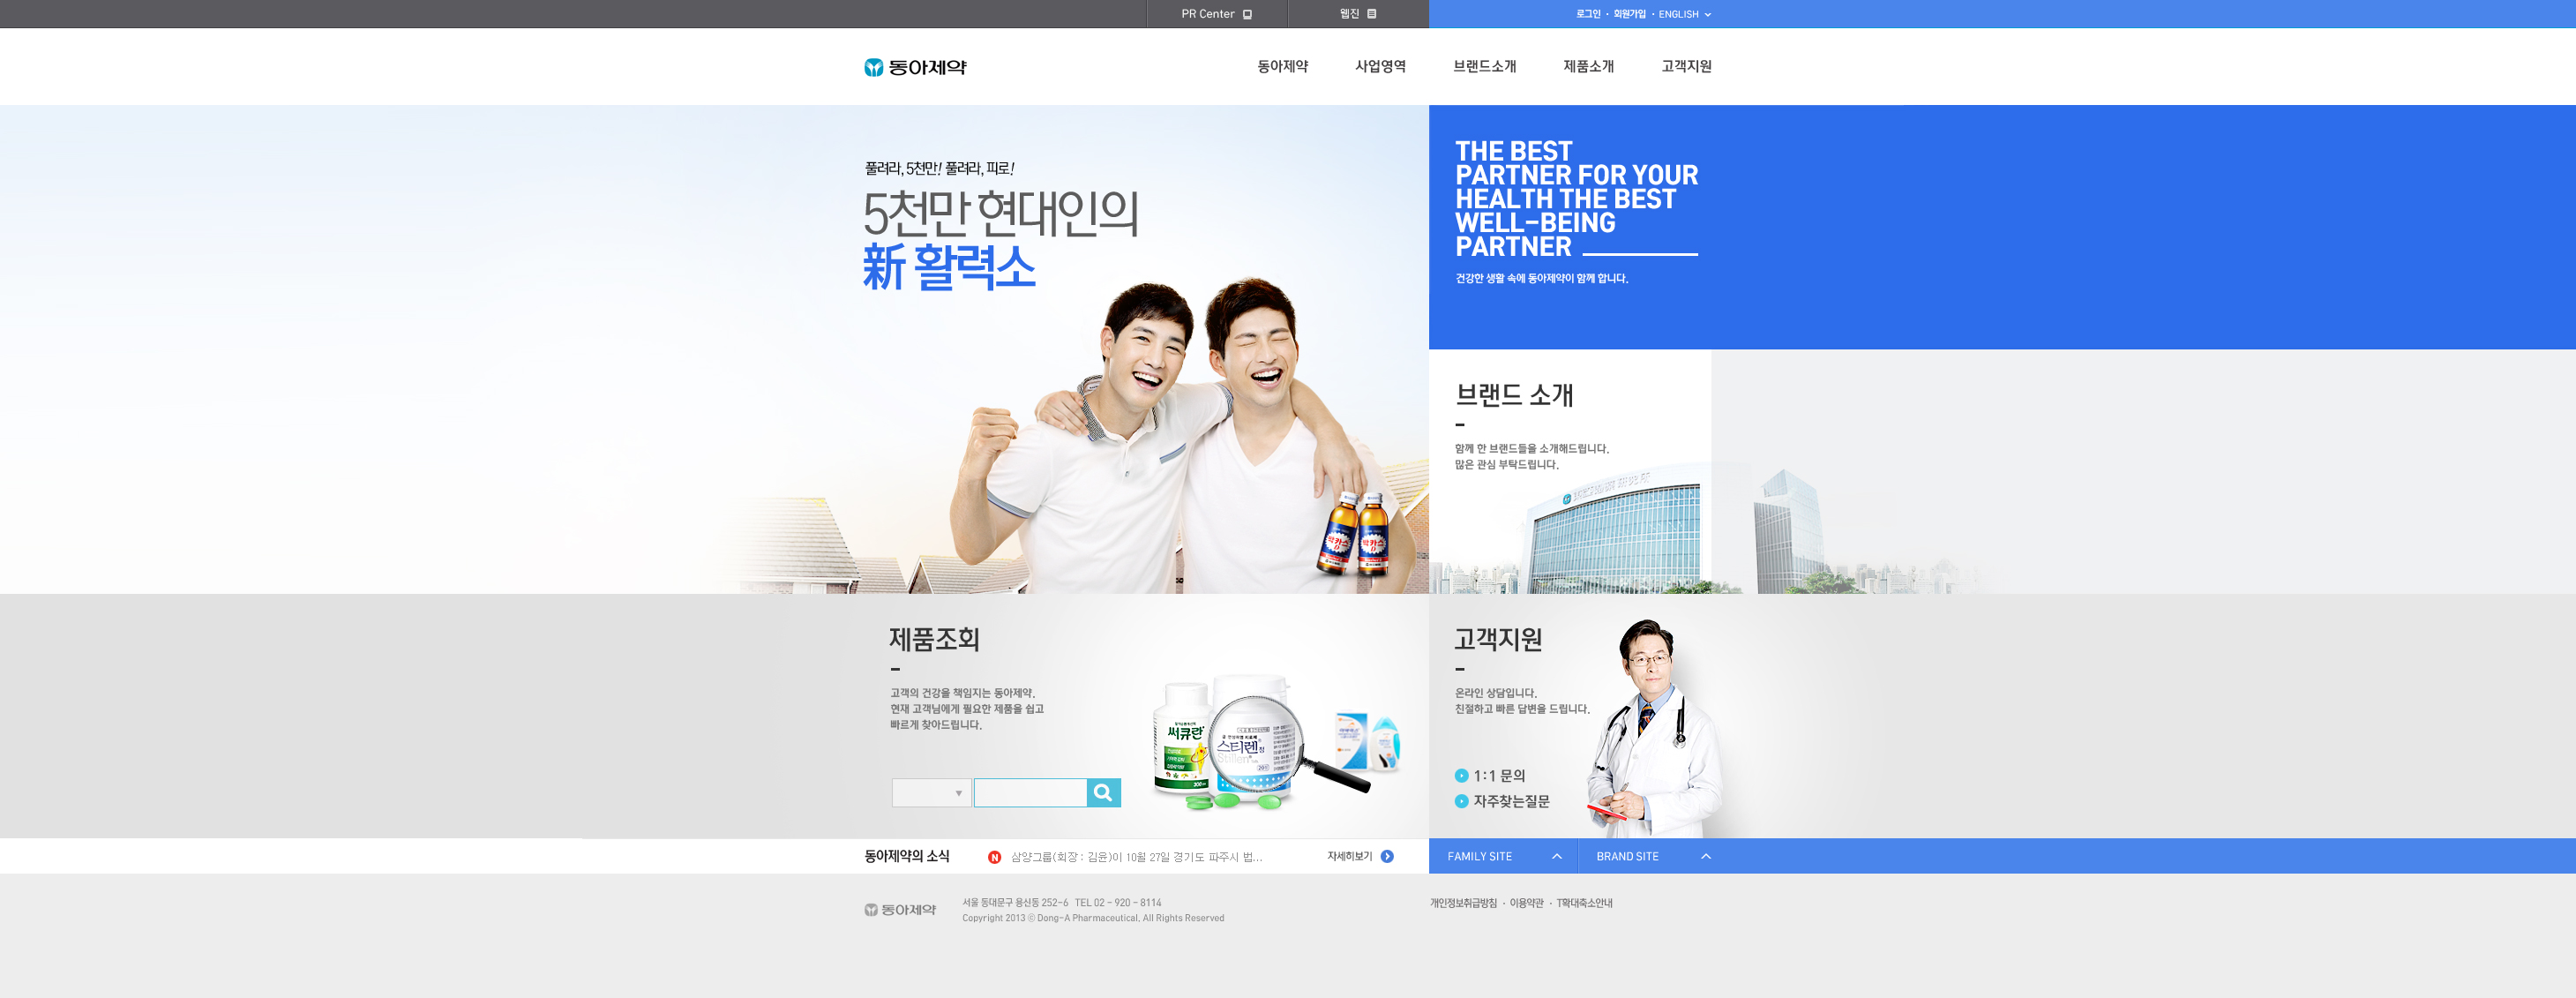 PR Center
웹진
로그인 · 회원가입 · ENGLISH
동아제약
동아제약 사업영역 브랜드소개 제품소개 고객지원
풀려라, 5천만! 풀려라, 피로!
5천만 현대인의
新 활력소
THE BEST
PARTNER FOR YOUR
HEALTH THE BEST
WELL-BEING
PARTNER
건강한 생활 속에 동아제약이 함께 합니다.
브랜드 소개
함께 한 브랜드들을 소개해드립니다.
많은 관심 부탁드립니다.
박카스
D
박카스
D
제품조회
고객의 건강을 책임지는 동아제약.
현재 고객님에게 필요한 제품을 쉽고
빠르게 찾아드립니다.
써큐란
스티렌정
Stillen
고객지원
온라인 상담입니다.
친절하고 빠른 답변을 드립니다.
1:1 문의
자주찾는질문
동아제약의 소식
N 삼양그룹(회장 : 김윤)이 10월 27일 경기도 파주시 법...
자세히보기
FAMILY SITE
BRAND SITE
동아제약
서울 동대문구 용신동 252-6 TEL 02 - 920 - 8114
Copyright 2013 ⓒ Dong-A Pharmaceutical, All Rights Reserved
개인정보취급방침 · 이용약관 · T확대축소안내